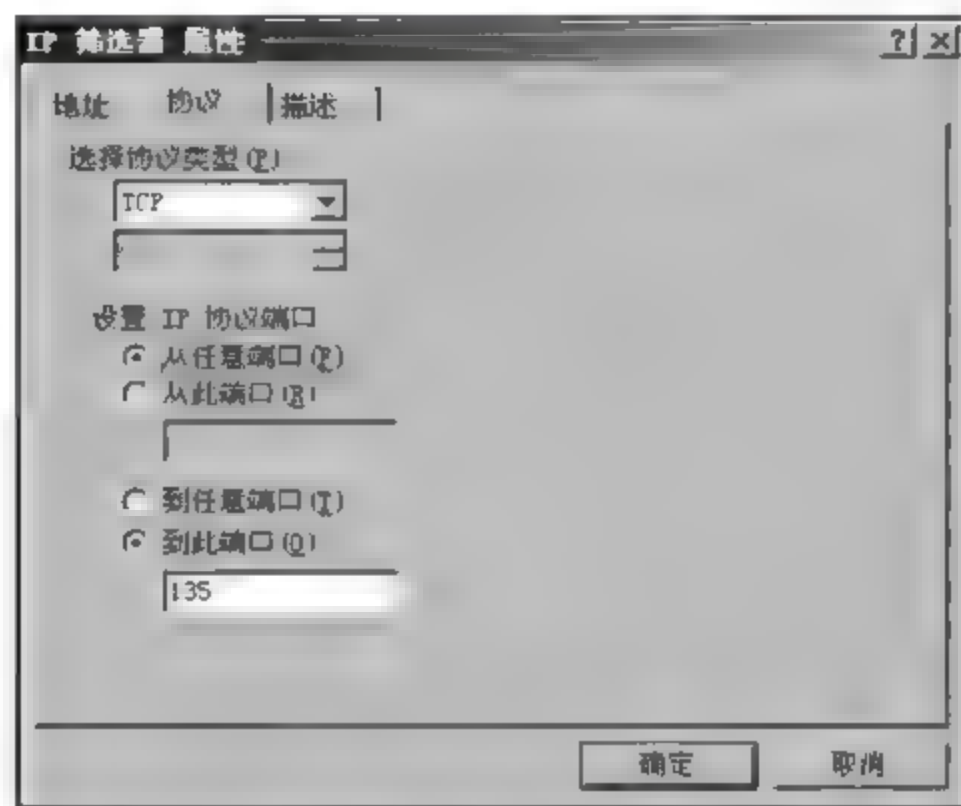 IP 筛选器 属性
地址 协议 描述
选择协议类型(P)
TCP
设置 IP 协议端口
从任意端口(F)
从此端口(R)
到任意端口(T)
到此端口(O)
135
确定 取消